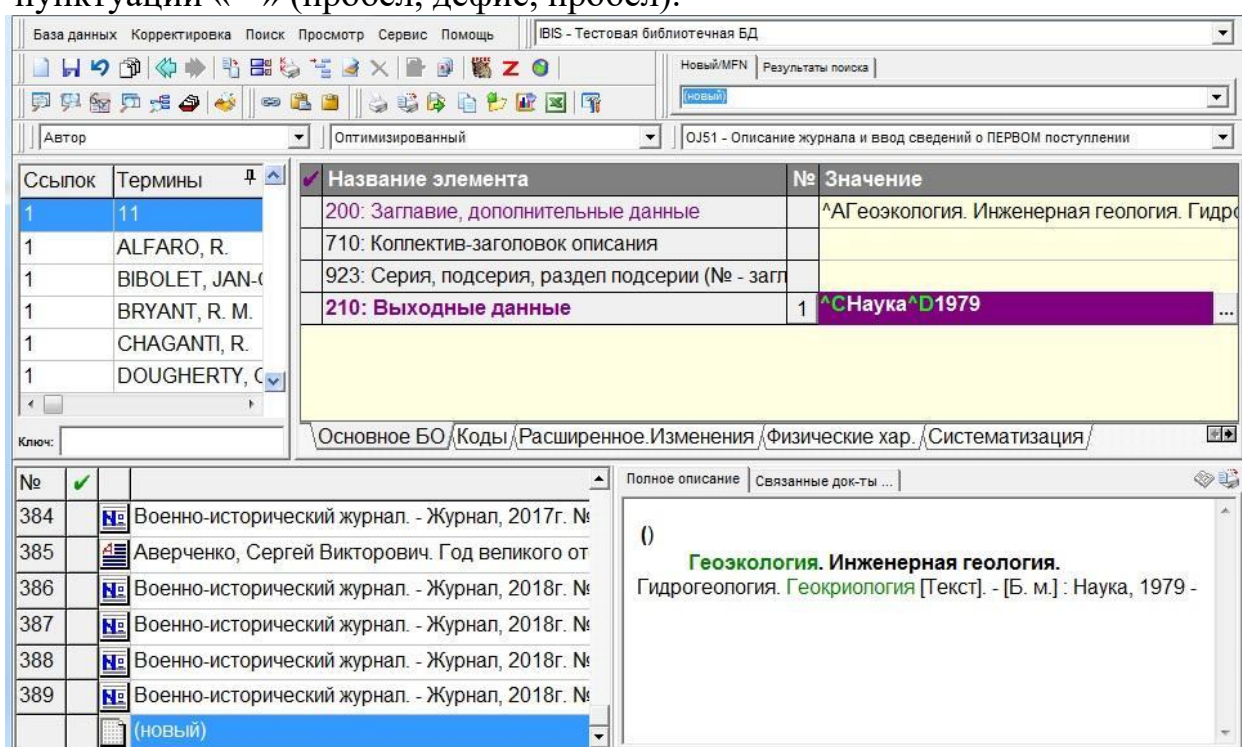 пунктуации « - » (пробел, дефис, пробел).
База данных Корректировка Поиск Просмотр Сервис Помощь
IBIS - Тестовая библиотечная БД
Новый/MFN Результаты поиска
(новый)
Автор
Оптимизированный
OJ51 - Описание журнала и ввод сведений о ПЕРВОМ поступлении
Ссылок Термины
1 11
1 ALFARO, R.
1 BIBOLET, JAN-
1 BRYANT, R. M.
1 CHAGANTI, R.
1 DOUGHERTY,
Ключ:
Название элемента № Значение
200: Заглавие, дополнительные данные ^AГеоэкология. Инженерная геология. Гидро
710: Коллектив-заголовок описания
923: Серия, подсерия, раздел подсерии (№ - загл
210: Выходные данные 1 ^CНаука^D1979 ...
Основное БО Коды Расширенное.Изменения Физические хар. Систематизация
№
384 Военно-исторический журнал. - Журнал, 2017г. №
385 Аверченко, Сергей Викторович. Год великого от
386 Военно-исторический журнал. - Журнал, 2018г. №
387 Военно-исторический журнал. - Журнал, 2018г. №
388 Военно-исторический журнал. - Журнал, 2018г. №
389 Военно-исторический журнал. - Журнал, 2018г. №
(новый)
Полное описание Связанные док-ты ...
()
Геоэкология. Инженерная геология.
Гидрогеология. Геокриология [Текст]. - [Б. м.] : Наука, 1979 -